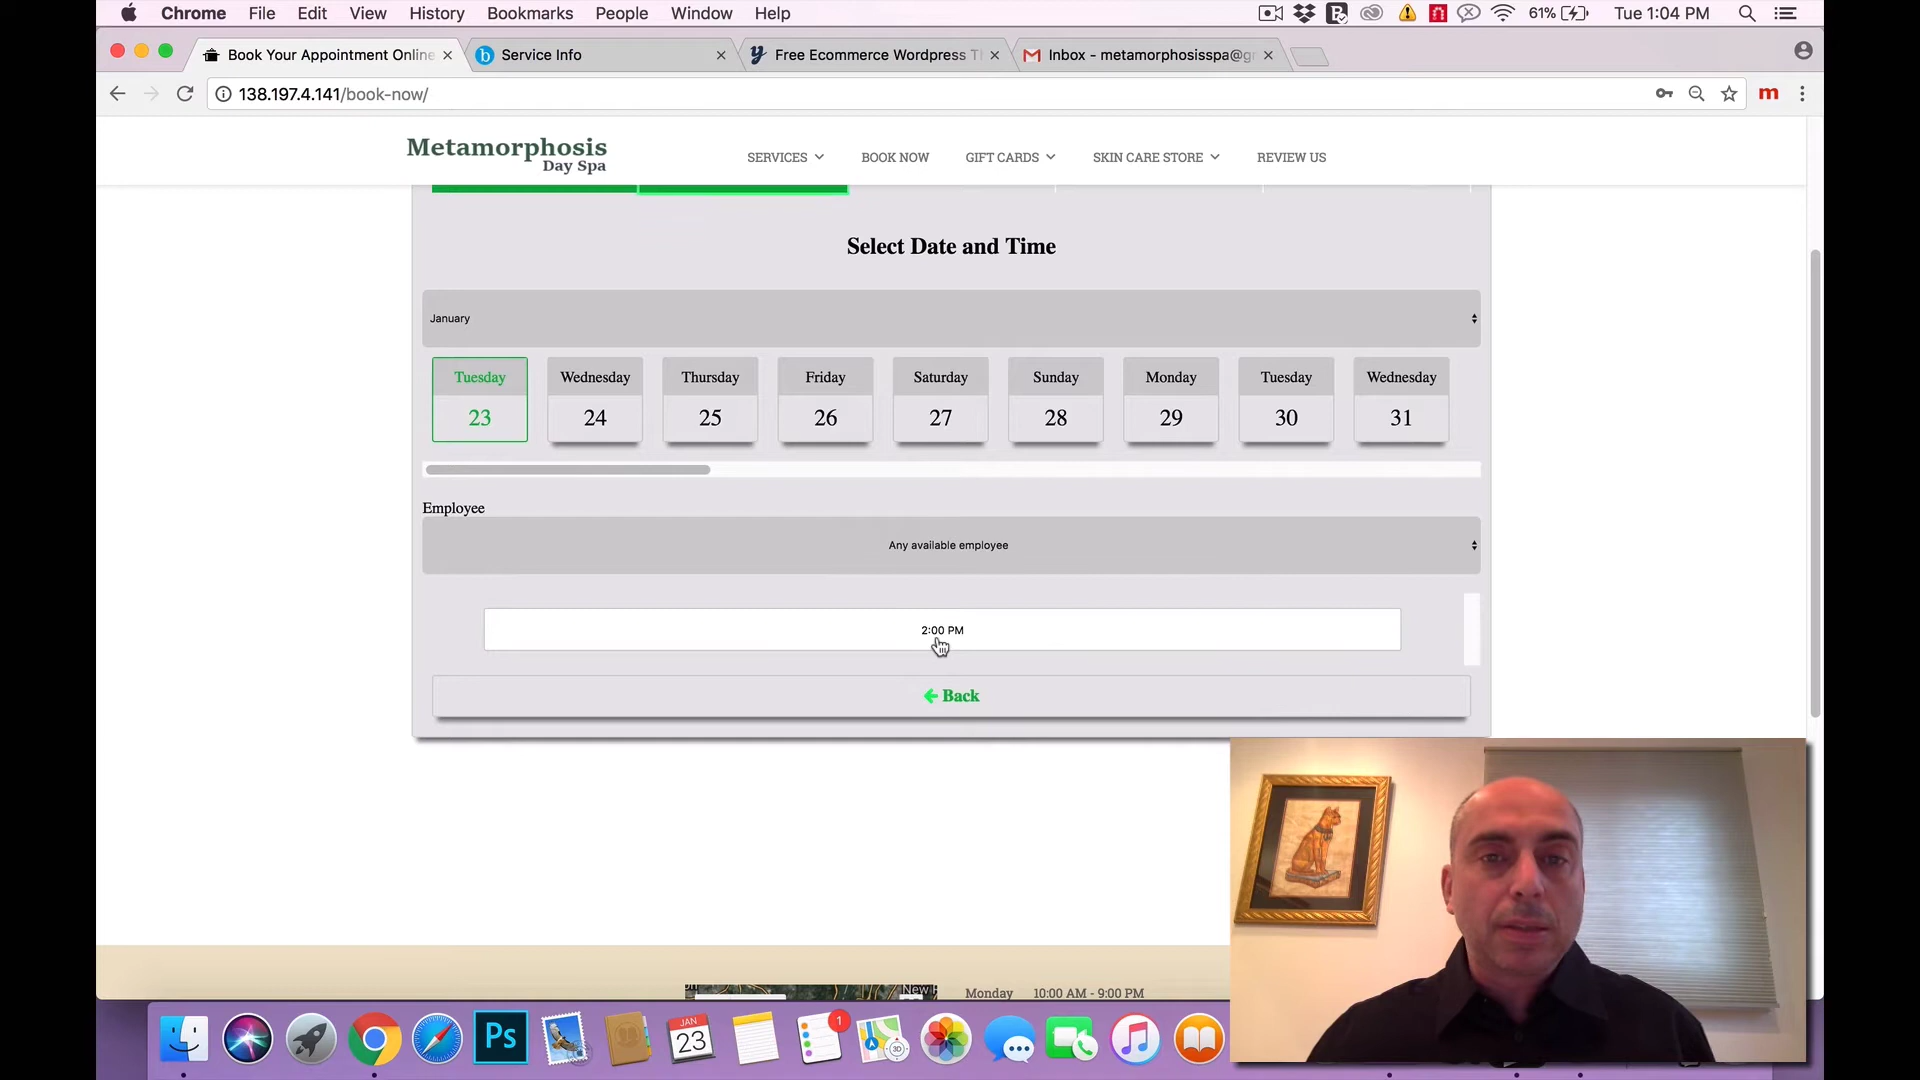 Chrome File Edit View History Bookmarks People Window Help 61% Tue 1:04 PM
Book Your Appointment Online Service Info Free Ecommerce Wordpress Inbox - metamorphosisspa@
138.197.4.141/book-now/
Metamorphosis
Day Spa
SERVICES BOOK NOW GIFT CARDS SKIN CARE STORE REVIEW US
Select Date and Time
January
Tuesday Wednesday Thursday Friday Saturday Sunday Monday Tuesday Wednesday
23 24 25 26 27 28 29 30 31
Employee
Any available employee
2:00 PM
Back
Monday 10:00 AM - 9:00 PM
Ps
JAN
23
1
3D